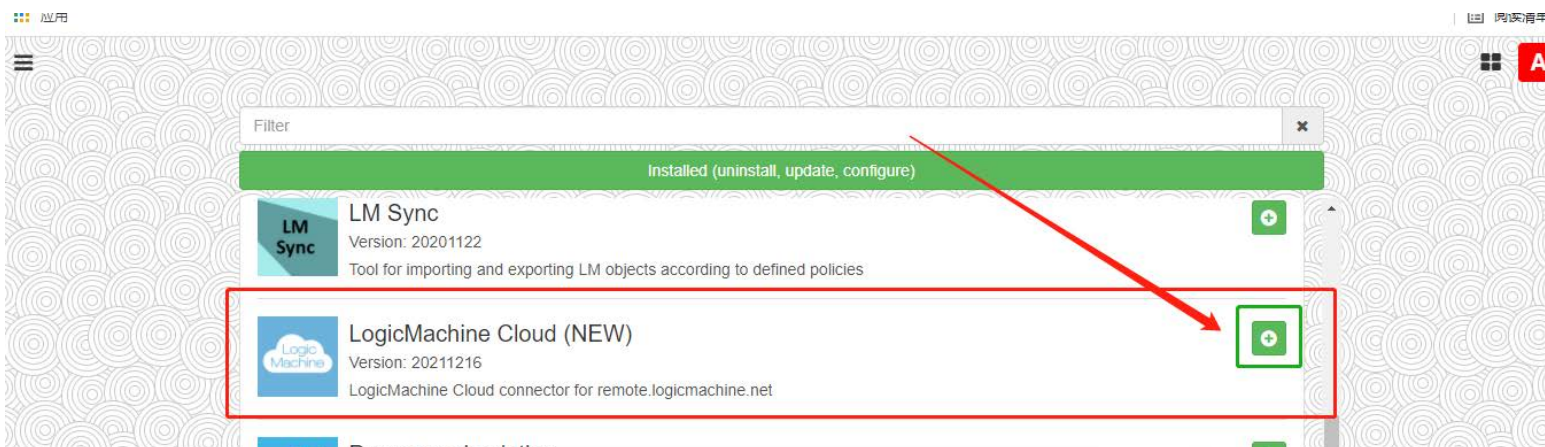 应用
阅读清单
A
Filter
Installed (uninstall, update, configure)
LM
Sync
LM Sync
Version: 20201122
Tool for importing and exporting LM objects according to defined policies
Logic
Machine
LogicMachine Cloud (NEW)
Version: 20211216
LogicMachine Cloud connector for remote.logicmachine.net